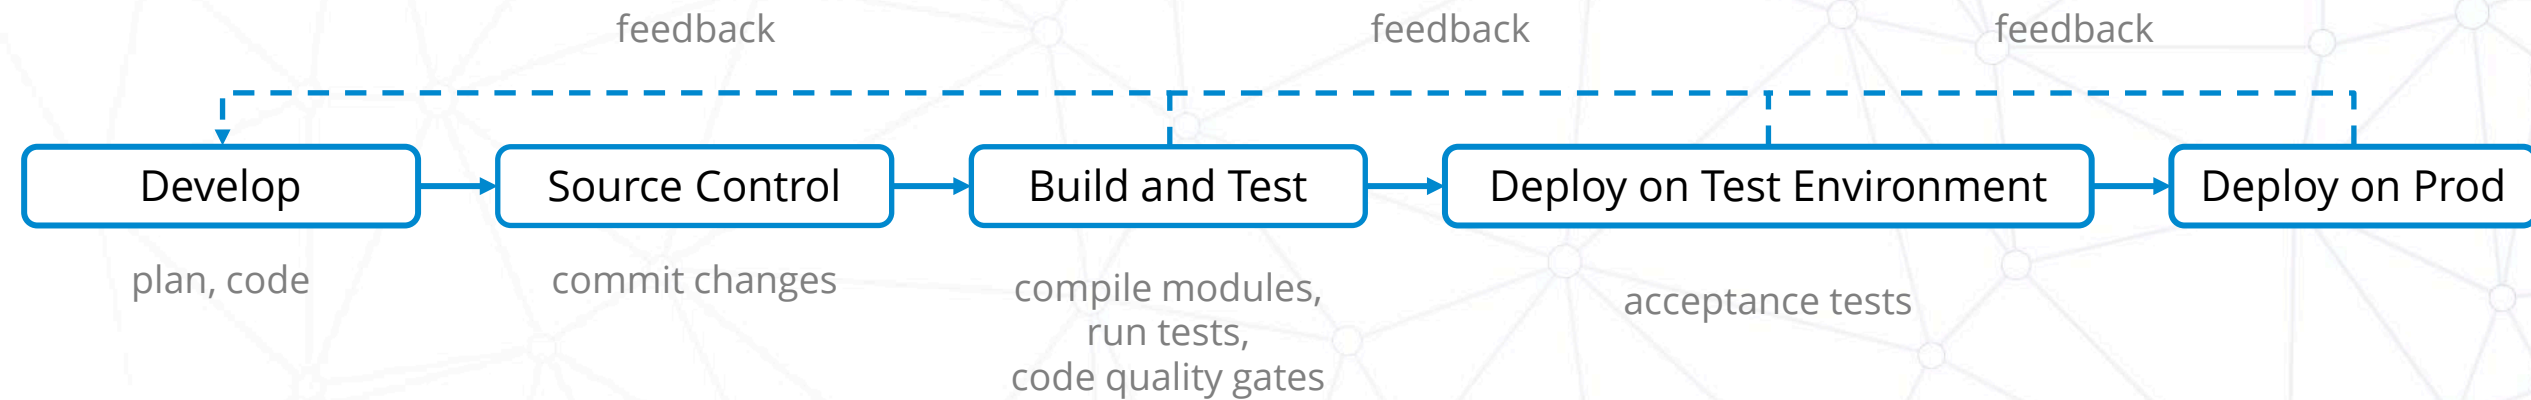 feedback
feedback
feedback
Develop
Source Control
Build and Test
Deploy on Test Environment
Deploy on Prod
plan, code
commit changes
compile modules,
run tests,
code quality gates
acceptance tests